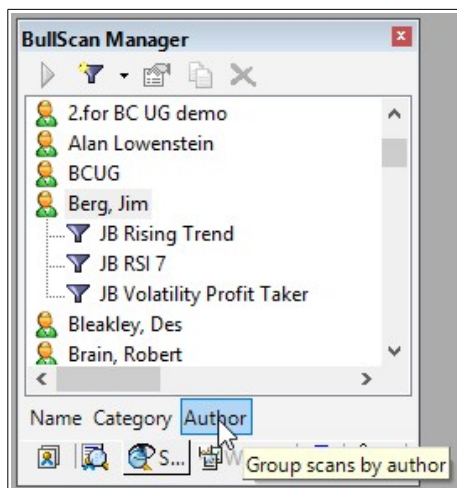 BullScan Manager
2.for BC UG demo
Alan Lowenstein
BCUG
Berg, Jim
JB Rising Trend
JB RSI 7
JB Volatility Profit Taker
Bleakley, Des
Brain, Robert
Name Category Author
S...
Group scans by author